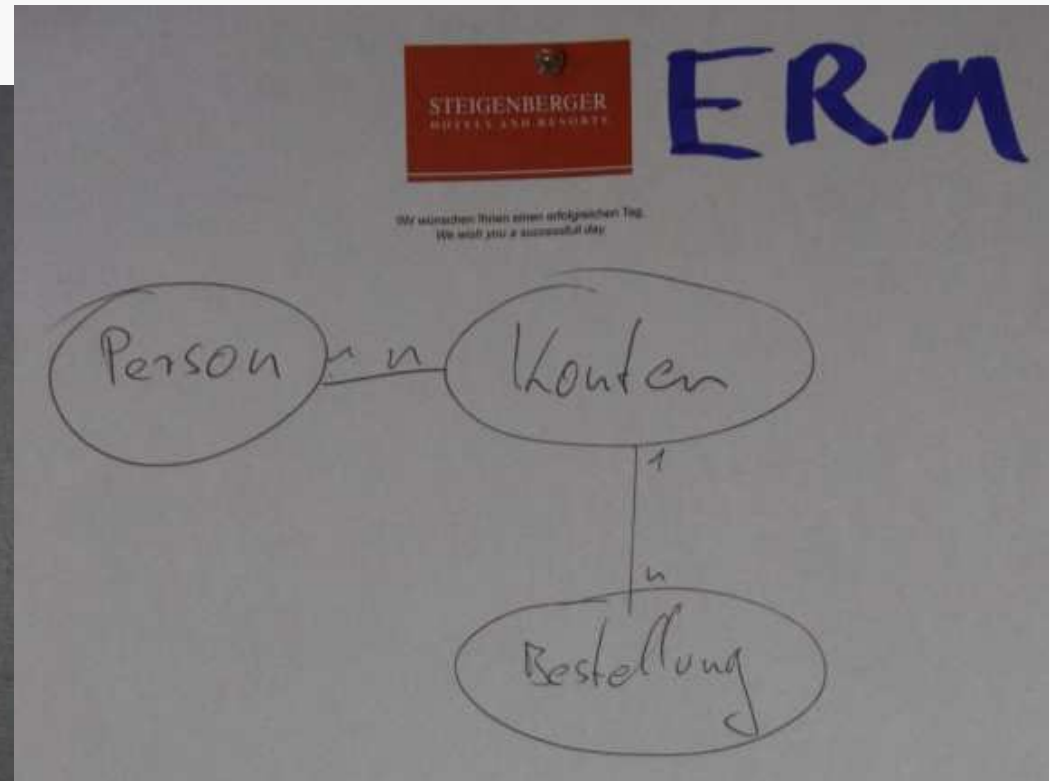 STEIGENBERGER
HOTELS AND RESORTS
ERM
Wir wünschen Ihnen einen erfolgreichen Tag.
We wish you a successfull day
Person n n Konten
1
n
Bestellung